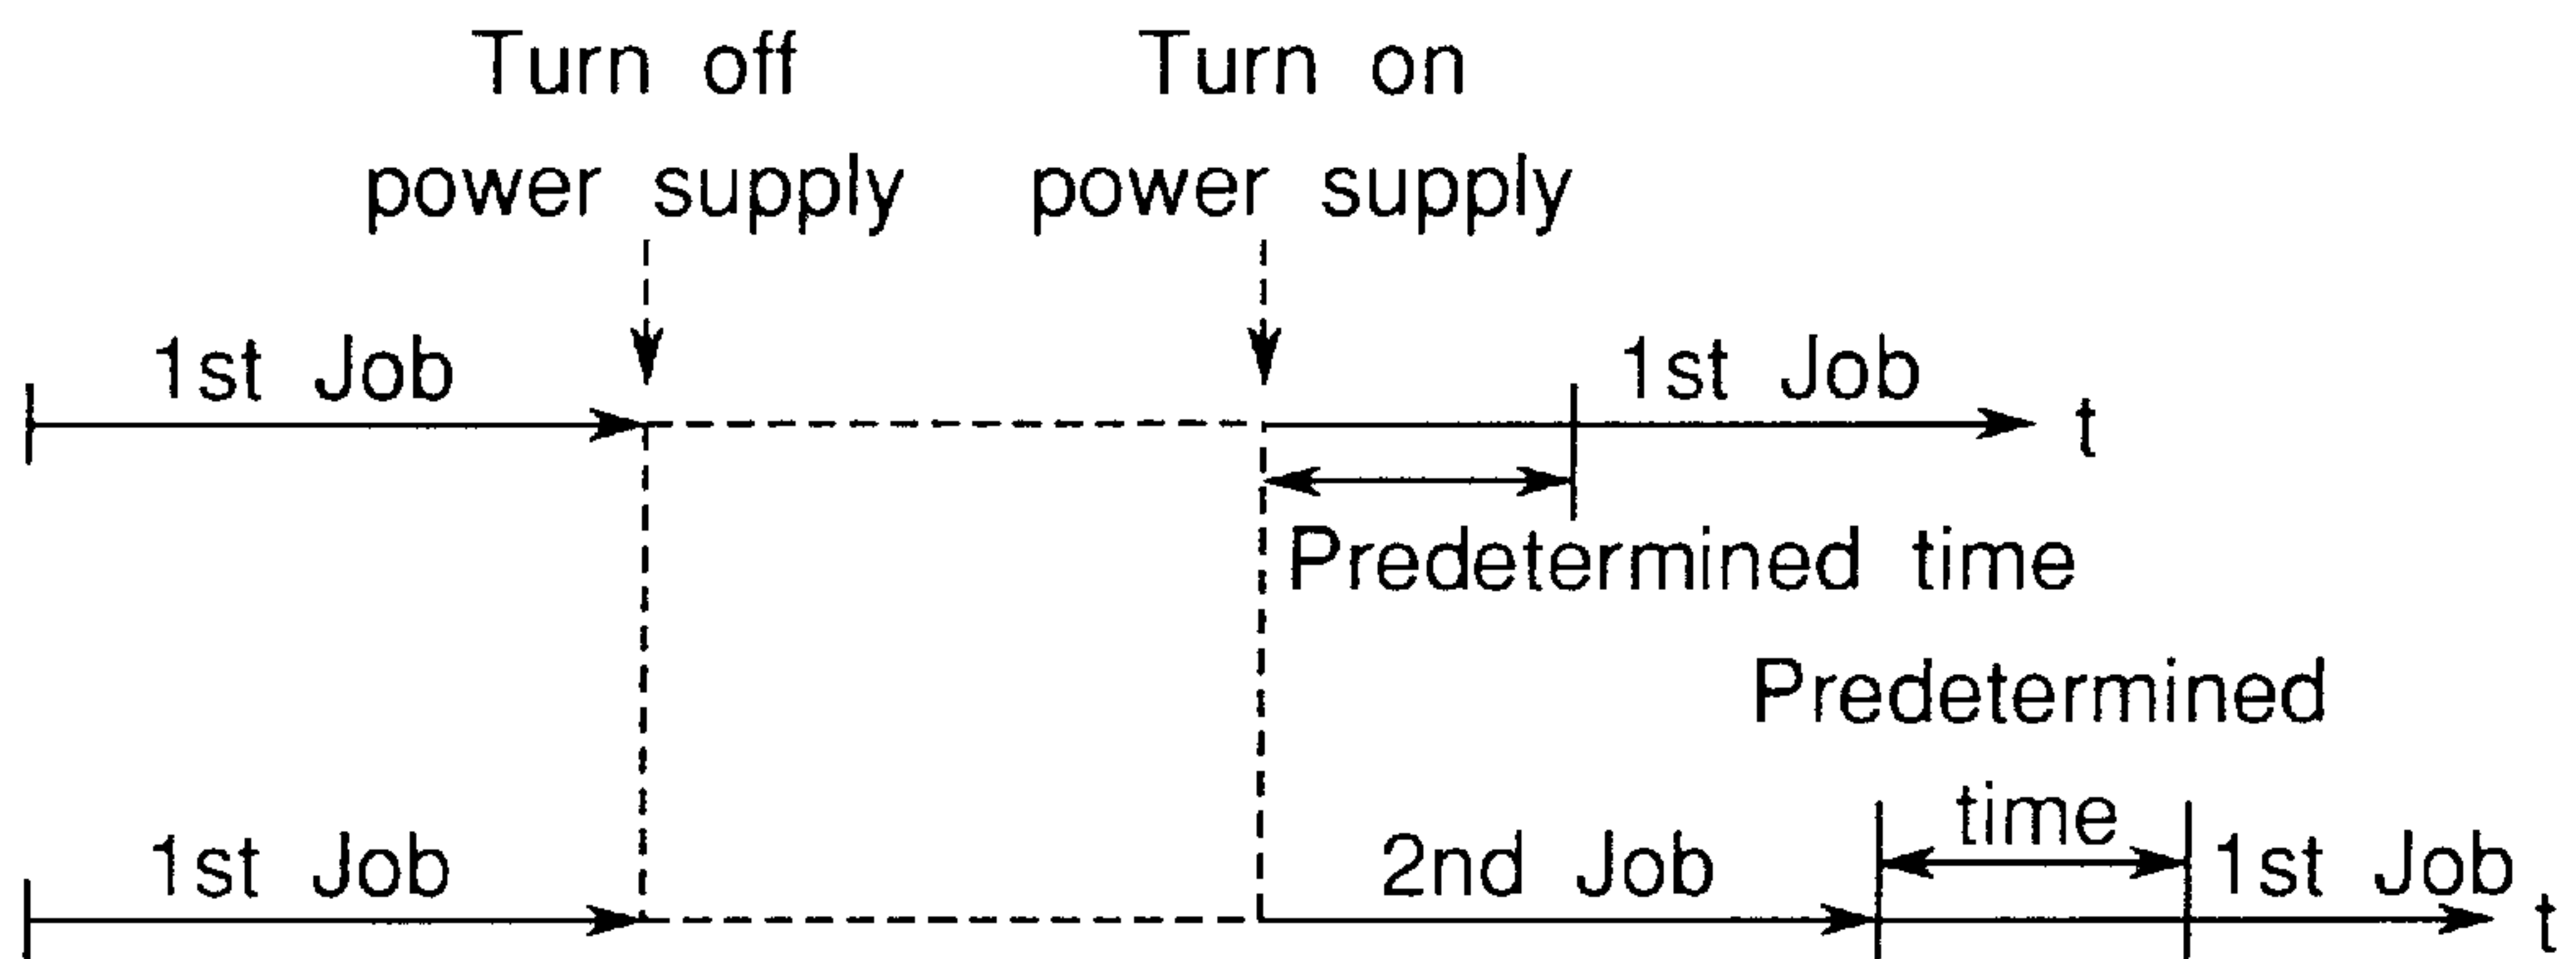 Turn off
power supply
Turn on
power supply
1st Job
1st Job
t
Predetermined time
Predetermined
time
1st Job
2nd Job
1st Job
t